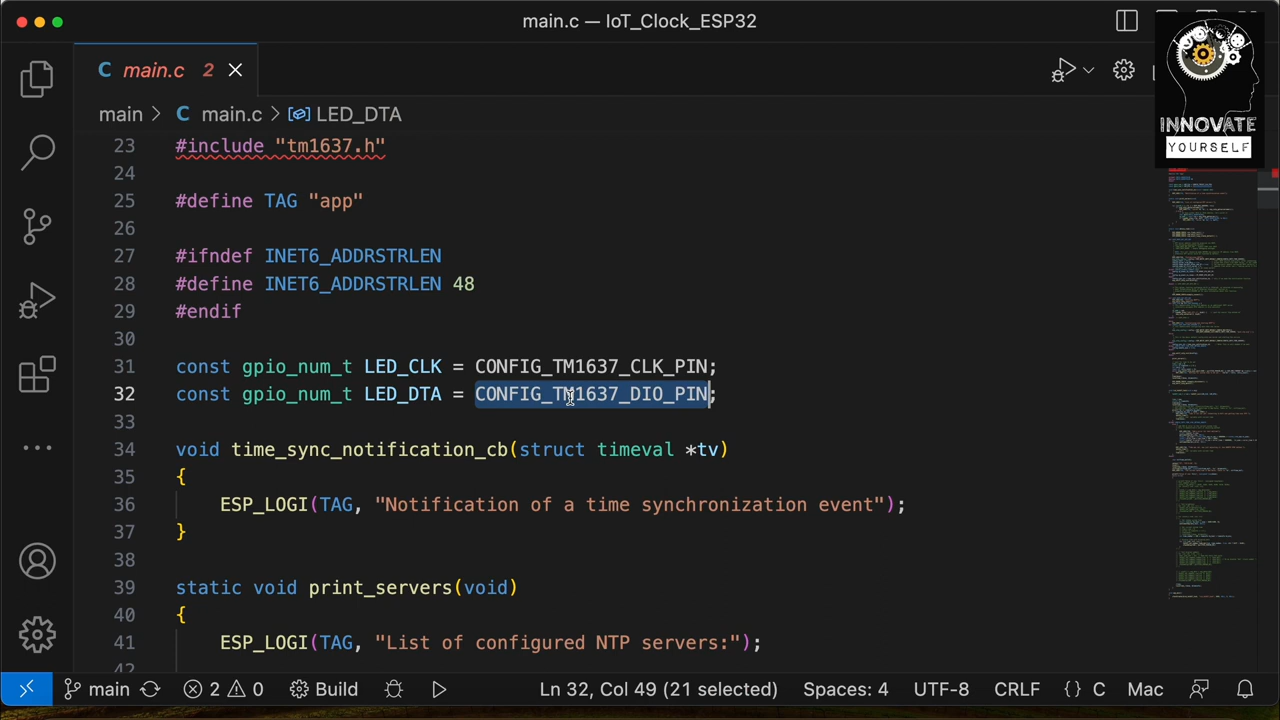 main.c — IoT_Clock_ESP32
C main.c 2
main > C main.c > LED_DTA
INNOVATE
YOURSELF
23 #include "tm1637.h"
24
25 #define TAG "app"
26
27 #ifndef INET6_ADDRSTRLEN
28 #define INET6_ADDRSTRLEN 48
29 #endif
30
31 const gpio_num_t LED_CLK = CONFIG_TM1637_CLK_PIN;
32 const gpio_num_t LED_DTA = CONFIG_TM1637_DIO_PIN;
33
34 void time_sync_notification_cb(struct timeval *tv)
35 {
36 ESP_LOGI(TAG, "Notification of a time synchronization event");
37 }
38
39 static void print_servers(void)
40 {
41 ESP_LOGI(TAG, "List of configured NTP servers:");
42
main 2 0 Build Ln 32, Col 49 (21 selected) Spaces: 4 UTF-8 CRLF {} C Mac